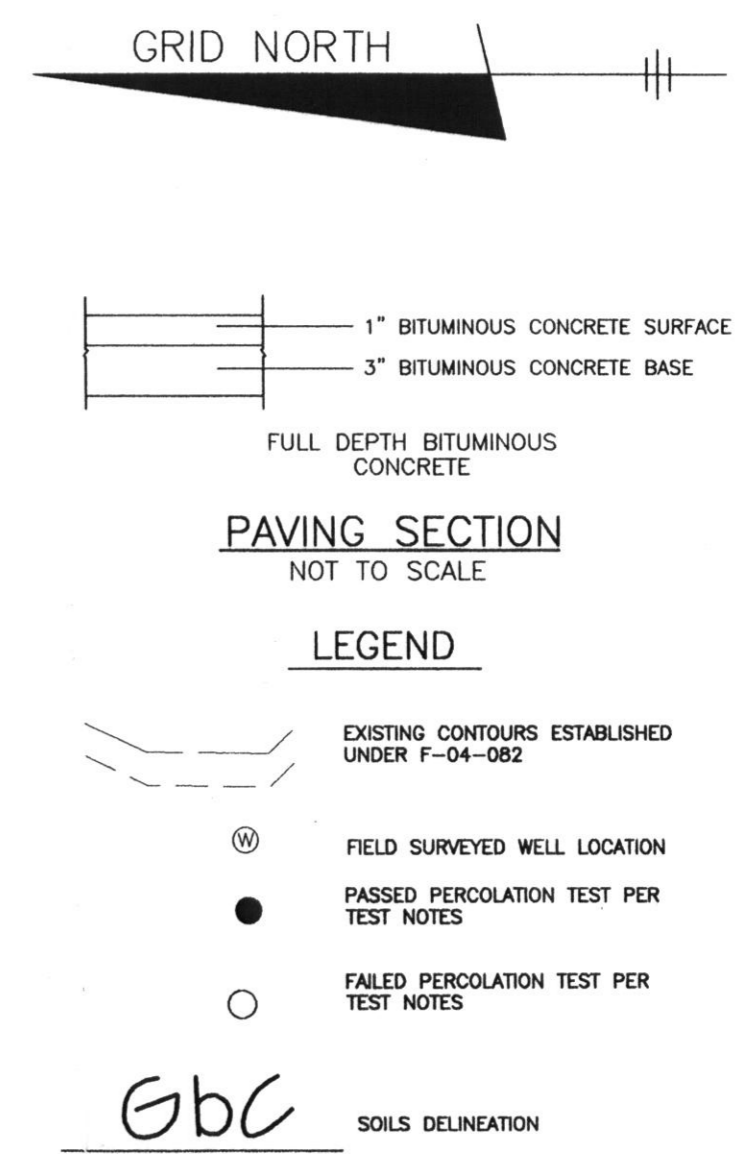 GRID NORTH
1" BITUMINOUS CONCRETE SURFACE
3" BITUMINOUS CONCRETE BASE
FULL DEPTH BITUMINOUS
CONCRETE
PAVING SECTION
NOT TO SCALE
LEGEND
EXISTING CONTOURS ESTABLISHED
UNDER F-04-082
W
FIELD SURVEYED WELL LOCATION
PASSED PERCOLATION TEST PER
TEST NOTES
FAILED PERCOLATION TEST PER
TEST NOTES
GbC
SOILS DELINEATION